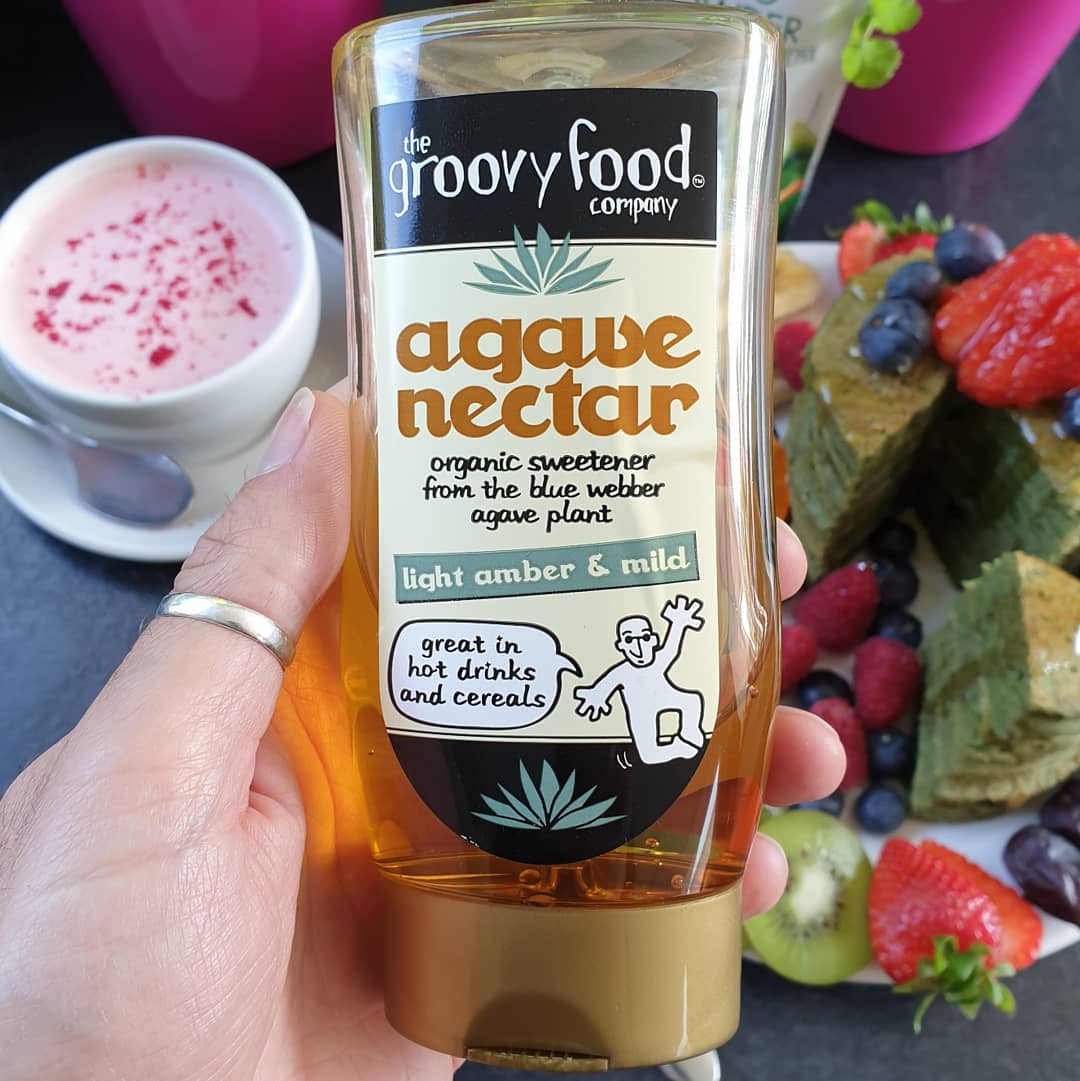 the
groovy food™
company
agave
nectar
organic sweetener
from the blue webber
agave plant
light amber & mild
great in
hot drinks
and cereals